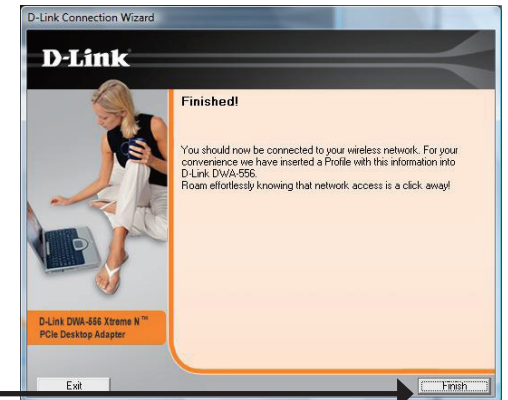 D-Link Connection Wizard
D-Link
Finished!
You should now be connected to your wireless network. For your
convenience we have inserted a Profile with this information into
D-Link DWA-556.
Roam effortlessly knowing that network access is a click away!
D-Link DWA-556 Xtreme N™
PCIe Desktop Adapter
Exit
Finish